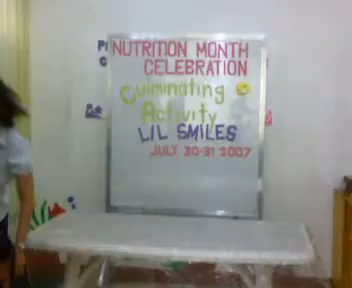 NUTRITION MONTH
CELEBRATION
Culminating
Activity
LIL SMILES
JULY 30-31 2007